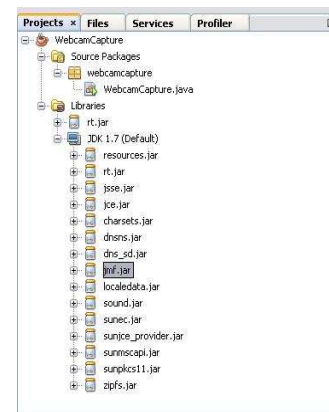 Projects × Files Services Profiler
WebcamCapture
Source Packages
webcamcapture
WebcamCapture.java
Libraries
rt.jar
JDK 1.7 (Default)
resources.jar
rt.jar
jsse.jar
jce.jar
charsets.jar
dnsns.jar
dns_sd.jar
jmf.jar
localedata.jar
sound.jar
sunec.jar
sunjce_provider.jar
sunmscapi.jar
sunpkcs11.jar
zipfs.jar